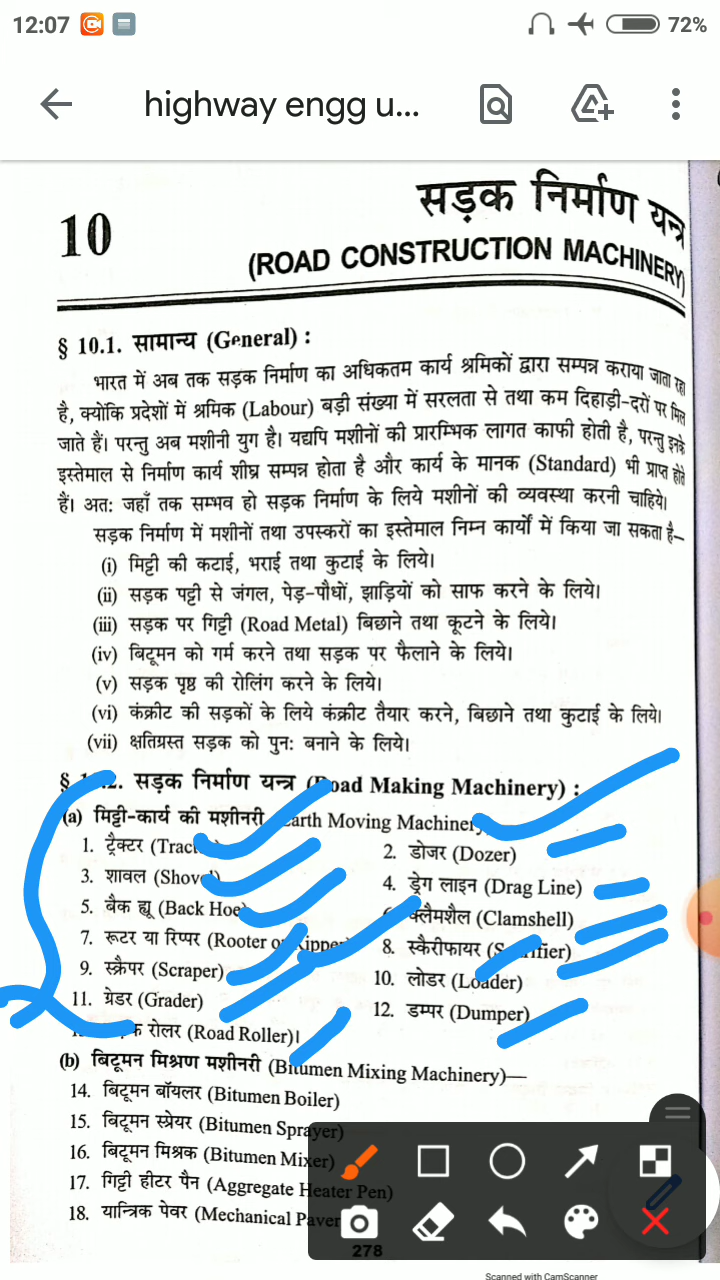 12:07 72%
highway engg u...
10
सड़क निर्माण यन्त्र
(ROAD CONSTRUCTION MACHINERY)
§ 10.1. सामान्य (General) :
भारत में अब तक सड़क निर्माण का अधिकतम कार्य श्रमिकों द्वारा सम्पन्न कराया जाता रहा
है, क्योंकि प्रदेशों में श्रमिक (Labour) बड़ी संख्या में सरलता से तथा कम दिहाड़ी-दरों पर मिल
जाते हैं। परन्तु अब मशीनी युग है। यद्यपि मशीनों की प्रारम्भिक लागत काफी होती है, परन्तु इनके
इस्तेमाल से निर्माण कार्य शीघ्र सम्पन्न होता है और कार्य के मानक (Standard) भी प्राप्त होते
हैं। अत: जहाँ तक सम्भव हो सड़क निर्माण के लिये मशीनों की व्यवस्था करनी चाहिये।
सड़क निर्माण में मशीनों तथा उपस्करों का इस्तेमाल निम्न कार्यों में किया जा सकता है—
(i) मिट्टी की कटाई, भराई तथा कुटाई के लिये।
(ii) सड़क पट्टी से जंगल, पेड़-पौधों, झाड़ियों को साफ करने के लिये।
(iii) सड़क पर गिट्टी (Road Metal) बिछाने तथा कूटने के लिये।
(iv) बिटूमन को गर्म करने तथा सड़क पर फैलाने के लिये।
(v) सड़क पृष्ठ की रोलिंग करने के लिये।
(vi) कंक्रीट की सड़कों के लिये कंक्रीट तैयार करने, बिछाने तथा कुटाई के लिये।
(vii) क्षतिग्रस्त सड़क को पुन: बनाने के लिये।
§ सड़क निर्माण यन्त्र (Road Making Machinery) :
(a) मिट्टी-कार्य की मशीनरी Earth Moving Machinery
1. ट्रैक्टर 2. डोजर (Dozer)
3. शावल (Shovel) 4. ड्रेग लाइन (Drag Line)
5. बैक ह्यू (Back Hoe) क्लैमशैल (Clamshell)
7. रूटर या रिप्पर (Rooter or Ripper) 8. स्कैरीफायर
9. स्क्रैपर (Scraper) 10. लोडर (Loader)
11. ग्रेडर (Grader) 12. डम्पर (Dumper)
रोलर (Road Roller)।
(b) बिटूमन मिश्रण मशीनरी (Bitumen Mixing Machinery)—
14. बिटूमन बॉयलर (Bitumen Boiler)
15. बिटूमन स्प्रेयर (Bitumen Sprayer)
16. बिटूमन मिश्रक (Bitumen Mixer)
17. गिट्टी हीटर पैन (Aggregate Heater Pen)
18. यान्त्रिक पेवर (Mechanical Paver
278
Scanned with CamScanner